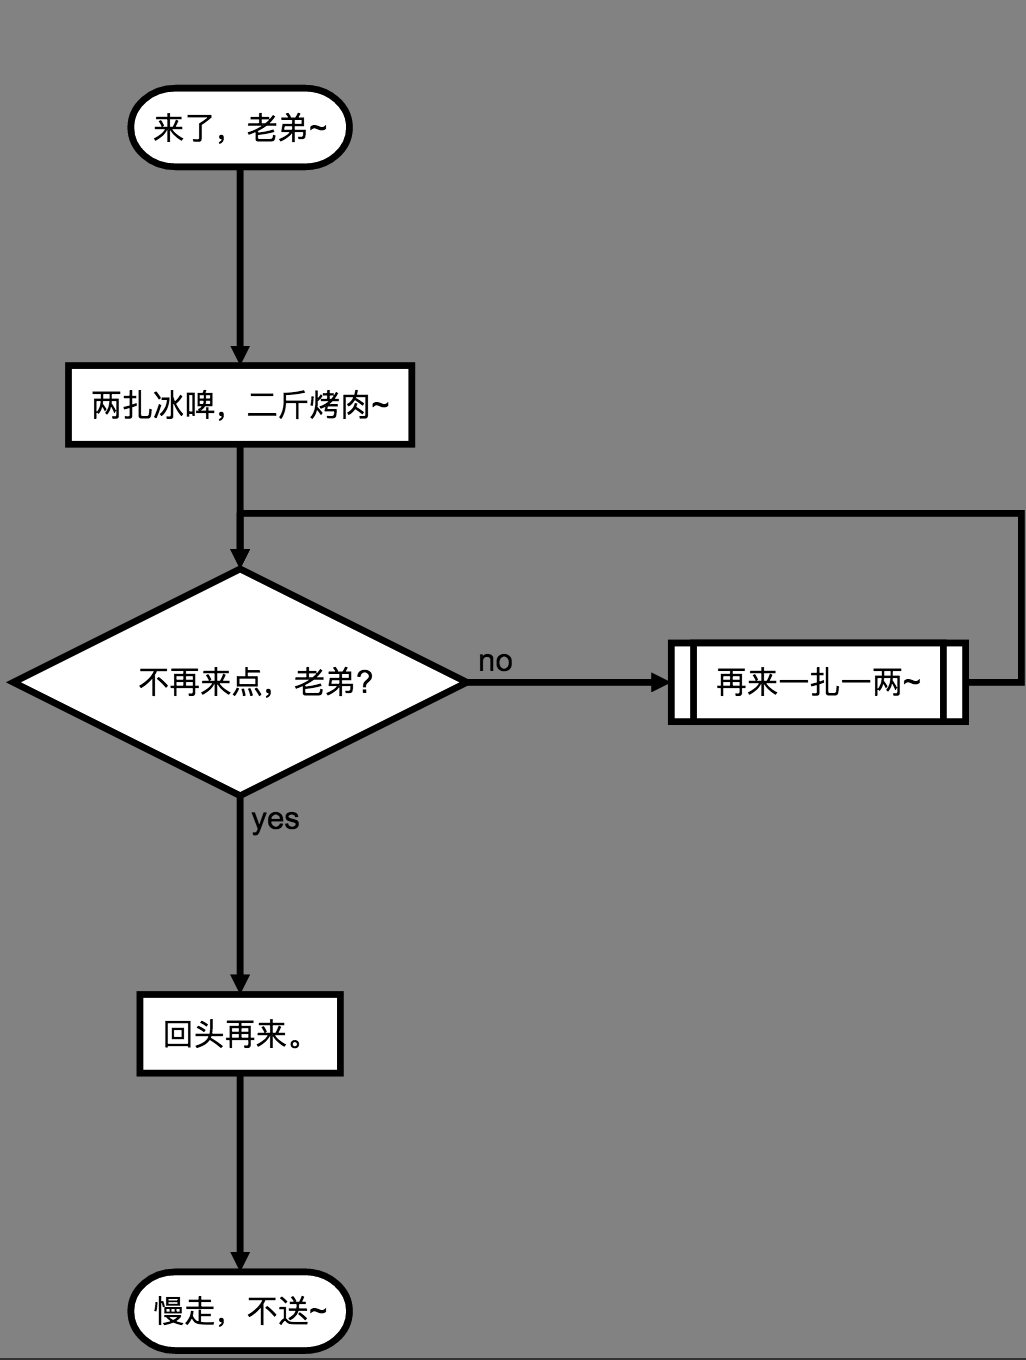 来了，老弟~
两扎冰啤，二斤烤肉~
不再来点，老弟？
no
再来一扎一两~
yes
回头再来。
慢走，不送~